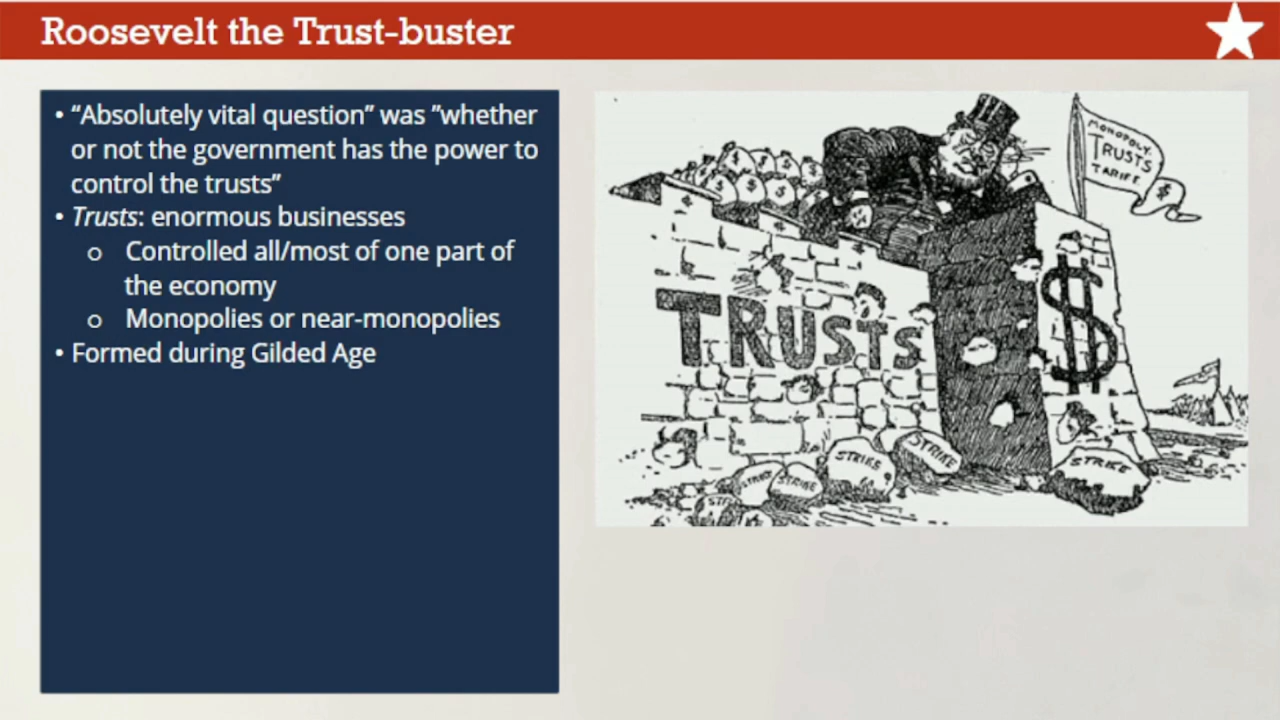 Roosevelt the Trust-buster
• “Absolutely vital question” was ”whether
or not the government has the power to
control the trusts”
• Trusts: enormous businesses
o Controlled all/most of one part of
the economy
o Monopolies or near-monopolies
• Formed during Gilded Age
MONOPOLY.
TRUSTS
TARIFF.
$
$ $ $ $
$ $ $
TRUSTS
$
STRIKE
STRIKE
STRIKE
STRIKE
STRIKE